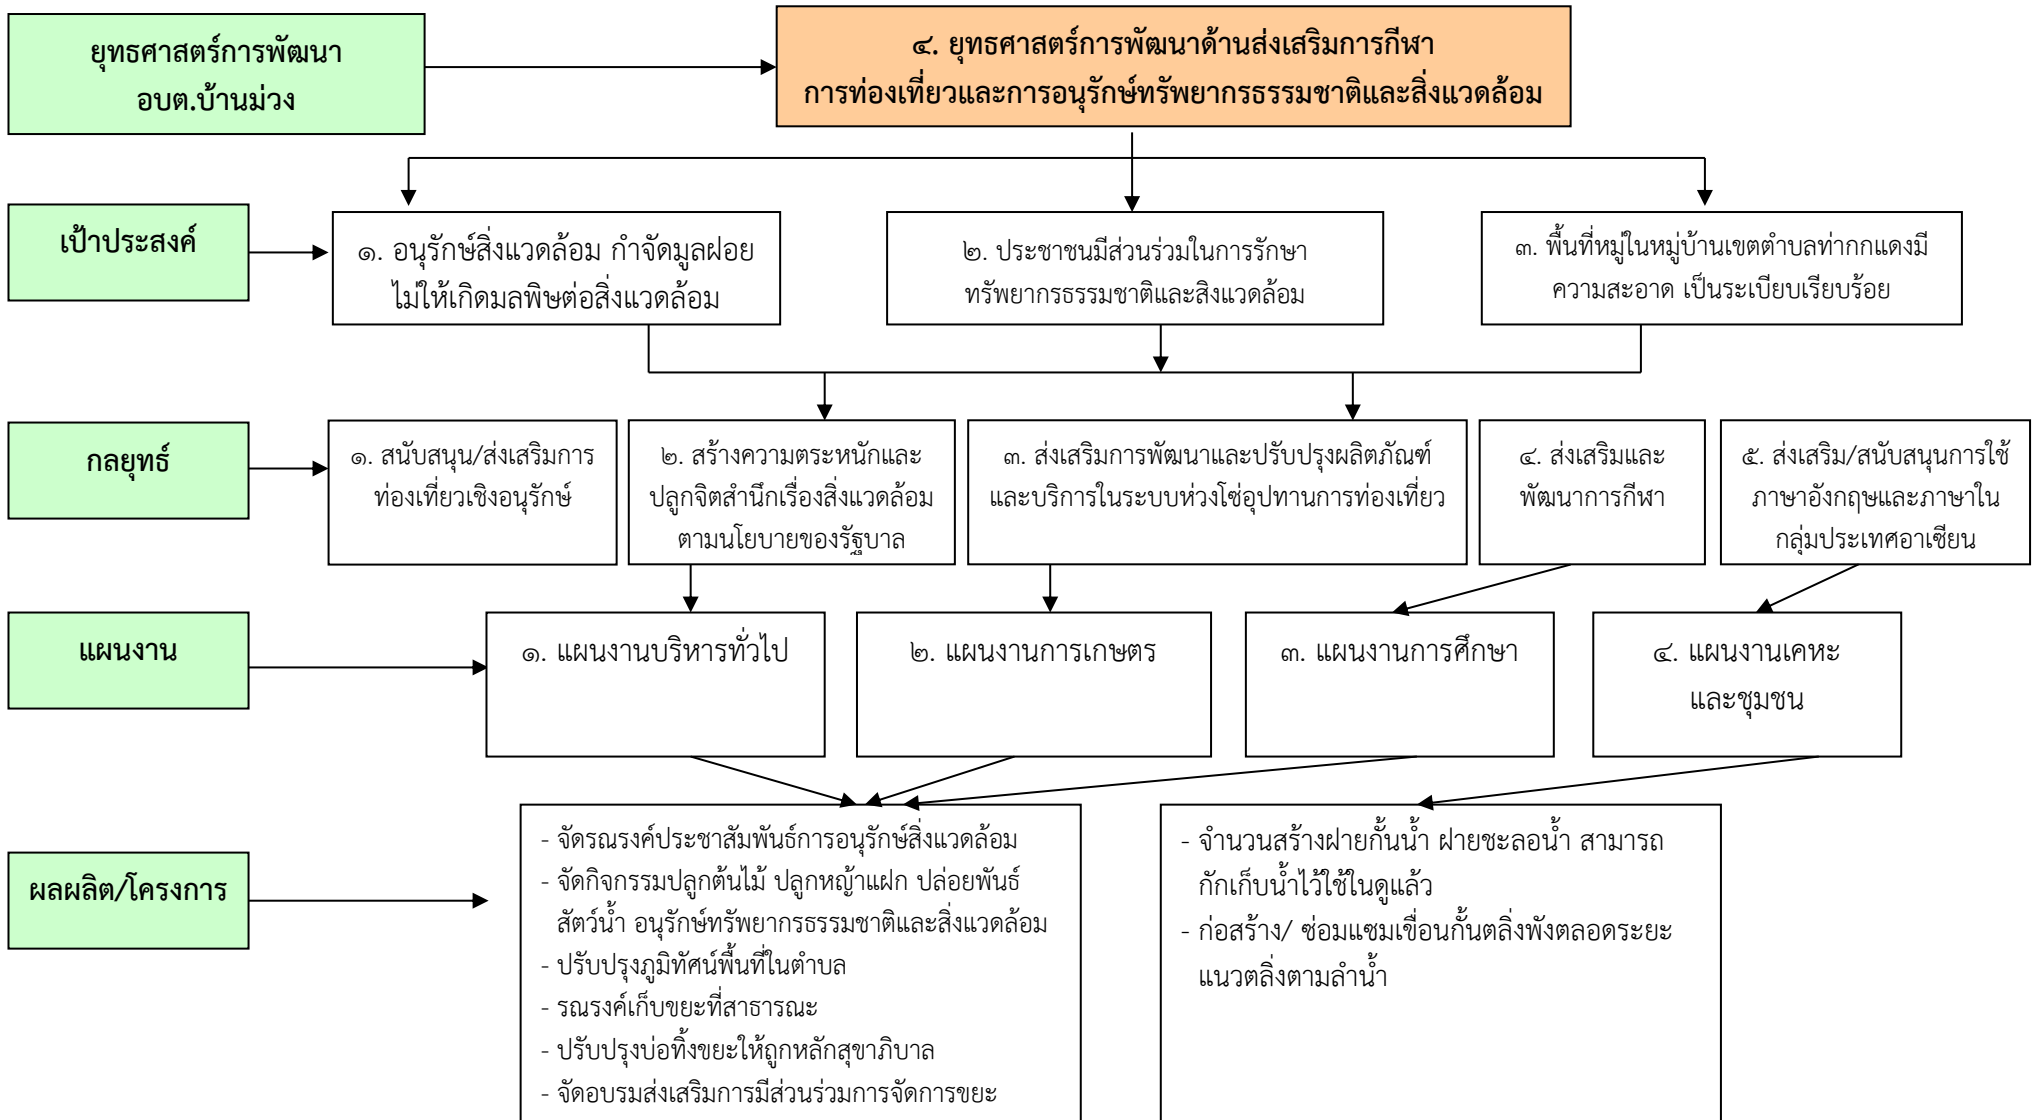 ยุทธศาสตร์การพัฒนา
อบต.บ้านม่วง
๔. ยุทธศาสตร์การพัฒนาด้านส่งเสริมการกีฬา
การท่องเที่ยวและการอนุรักษ์ทรัพยากรธรรมชาติและสิ่งแวดล้อม
เป้าประสงค์
๑. อนุรักษ์สิ่งแวดล้อม กำจัดมูลฝอย
ไม่ให้เกิดมลพิษต่อสิ่งแวดล้อม
๒. ประชาชนมีส่วนร่วมในการรักษา
ทรัพยากรธรรมชาติและสิงแวดล้อม
๓. พื้นที่หมู่ในหมู่บ้านเขตตำบลท่ากกแดงมี
ความสะอาด เป็นระเบียบเรียบร้อย
กลยุทธ์
๑. สนับสนุน/ส่งเสริมการ
ท่องเที่ยวเชิงอนุรักษ์
๒. สร้างความตระหนักและ
ปลูกจิตสำนึกเรื่องสิ่งแวดล้อม
ตามนโยบายของรัฐบาล
๓. ส่งเสริมการพัฒนาและปรับปรุงผลิตภัณฑ์
และบริการในระบบห่วงโซ่อุปทานการท่องเที่ยว
๔. ส่งเสริมและ
พัฒนาการกีฬา
๕. ส่งเสริม/สนับสนุนการใช้
ภาษาอังกฤษและภาษาใน
กลุ่มประเทศอาเซียน
แผนงาน
๑. แผนงานบริหารทั่วไป
๒. แผนงานการเกษตร
๓. แผนงานการศึกษา
๔. แผนงานเคหะ
และชุมชน
ผลผลิต/โครงการ
- จัดรณรงค์ประชาสัมพันธ์การอนุรักษ์สิ่งแวดล้อม
- จัดกิจกรรมปลูกต้นไม้ ปลูกหญ้าแฝก ปล่อยพันธ์
สัตว์น้ำ อนุรักษ์ทรัพยากรธรรมชาติและสิ่งแวดล้อม
- ปรับปรุงภูมิทัศน์พื้นที่ในตำบล
- รณรงค์เก็บขยะที่สาธารณะ
- ปรับปรุงบ่อทิ้งขยะให้ถูกหลักสุขาภิบาล
- จัดอบรมส่งเสริมการมีส่วนร่วมการจัดการขยะ
- จำนวนสร้างฝายกั้นน้ำ ฝายชะลอน้ำ สามารถ
กักเก็บน้ำไว้ใช้ในดูแล้ว
- ก่อสร้าง/ ซ่อมแซมเขื่อนกั้นตลิ่งพังตลอดระยะ
แนวตลิ่งตามลำน้ำ